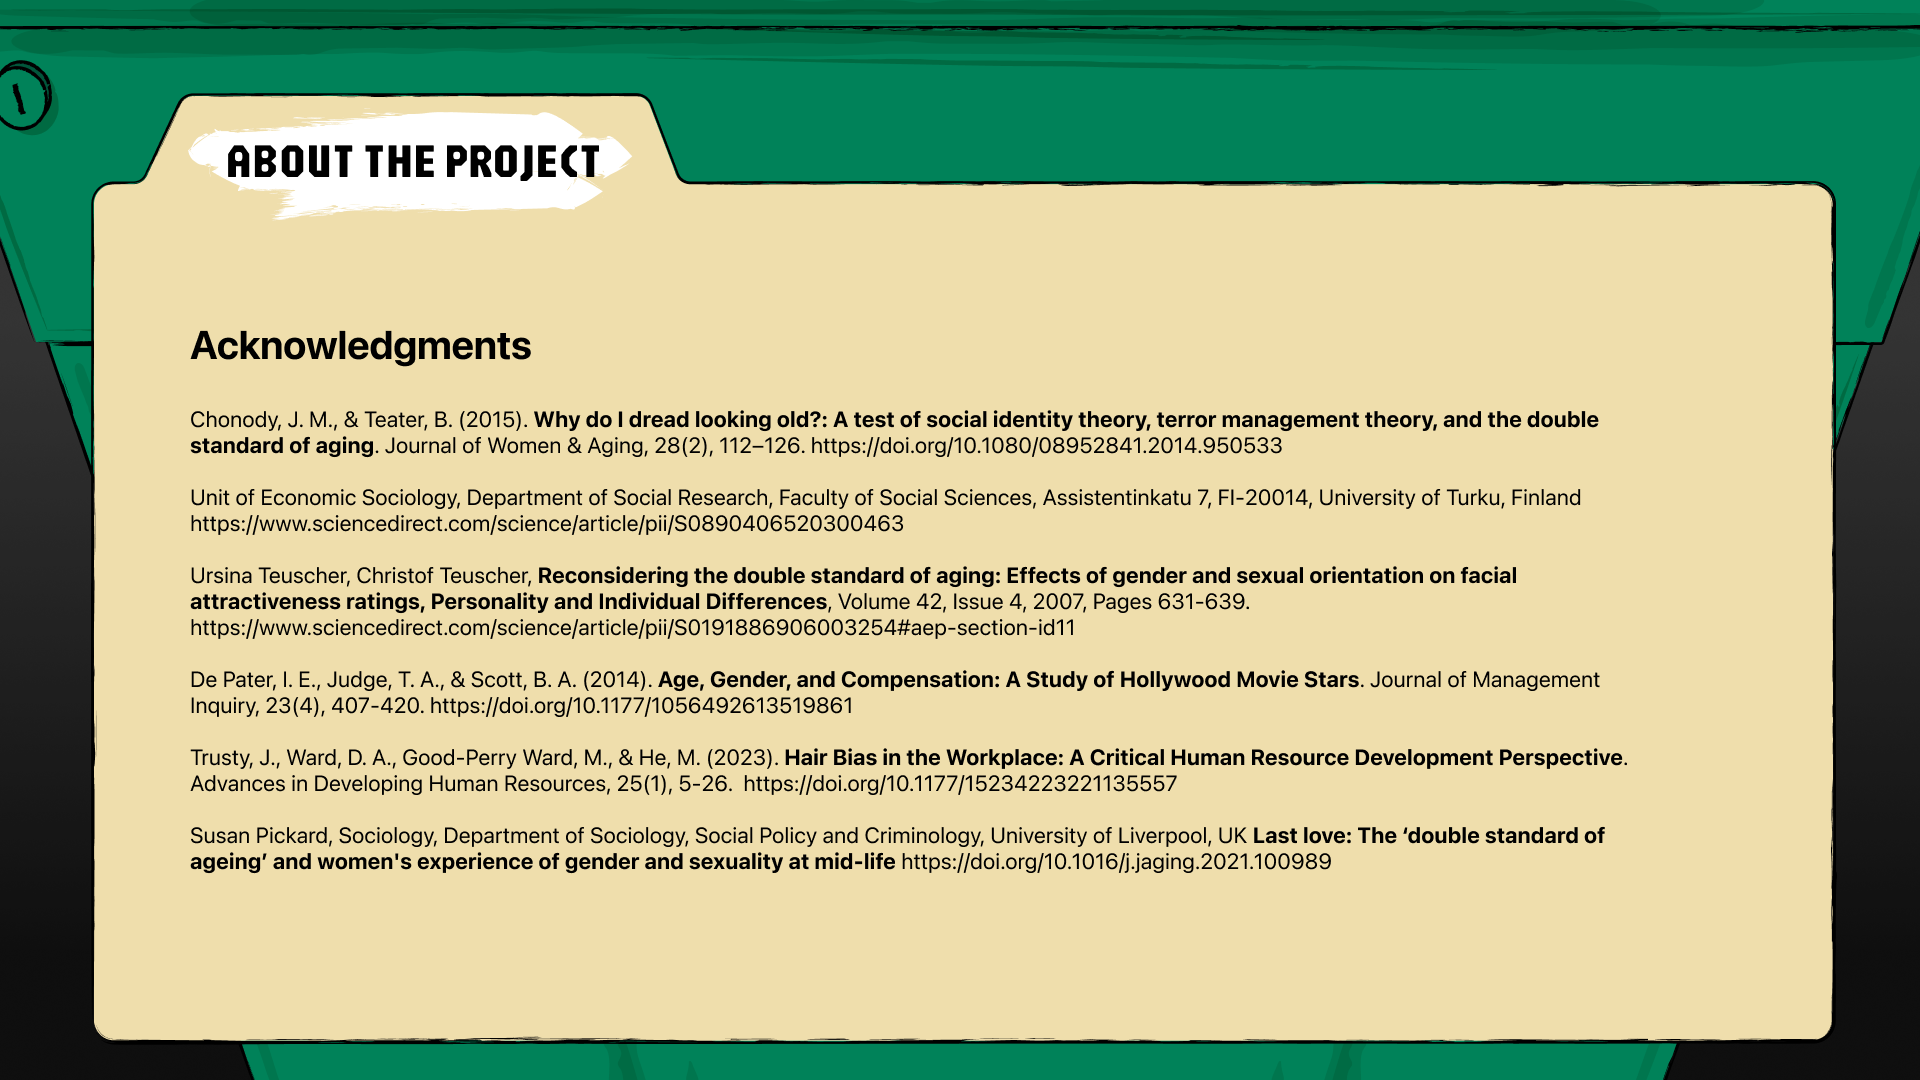 ABOUT THE PROJECT
Acknowledgments
Chonody, J. M., & Teater, B. (2015). Why do I dread looking old?: A test of social identity theory, terror management theory, and the double
standard of aging. Journal of Women & Aging, 28(2), 112–126. https://doi.org/10.1080/08952841.2014.950533
Unit of Economic Sociology, Department of Social Research, Faculty of Social Sciences, Assistentinkatu 7, FI-20014, University of Turku, Finland
https://www.sciencedirect.com/science/article/pii/S0890406520300463
Ursina Teuscher, Christof Teuscher, Reconsidering the double standard of aging: Effects of gender and sexual orientation on facial
attractiveness ratings, Personality and Individual Differences, Volume 42, Issue 4, 2007, Pages 631-639.
https://www.sciencedirect.com/science/article/pii/S0191886906003254#aep-section-id11
De Pater, I. E., Judge, T. A., & Scott, B. A. (2014). Age, Gender, and Compensation: A Study of Hollywood Movie Stars. Journal of Management
Inquiry, 23(4), 407-420. https://doi.org/10.1177/1056492613519861
Trusty, J., Ward, D. A., Good-Perry Ward, M., & He, M. (2023). Hair Bias in the Workplace: A Critical Human Resource Development Perspective.
Advances in Developing Human Resources, 25(1), 5-26.  https://doi.org/10.1177/15234223221135557
Susan Pickard, Sociology, Department of Sociology, Social Policy and Criminology, University of Liverpool, UK Last love: The ‘double standard of
ageing’ and women's experience of gender and sexuality at mid-life https://doi.org/10.1016/j.jaging.2021.100989